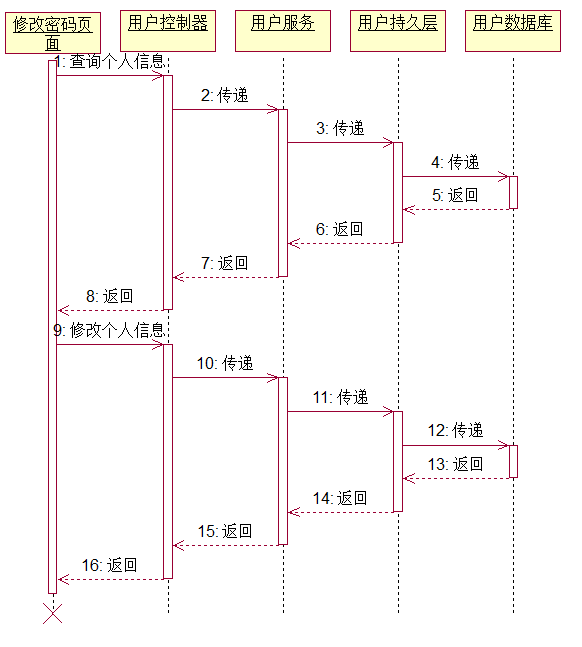 修改密码页
面
用户控制器
用户服务
用户持久层
用户数据库
1: 查询个人信息
2: 传递
3: 传递
4: 传递
5: 返回
6: 返回
7: 返回
8: 返回
9: 修改个人信息
10: 传递
11: 传递
12: 传递
13: 返回
14: 返回
15: 返回
16: 返回